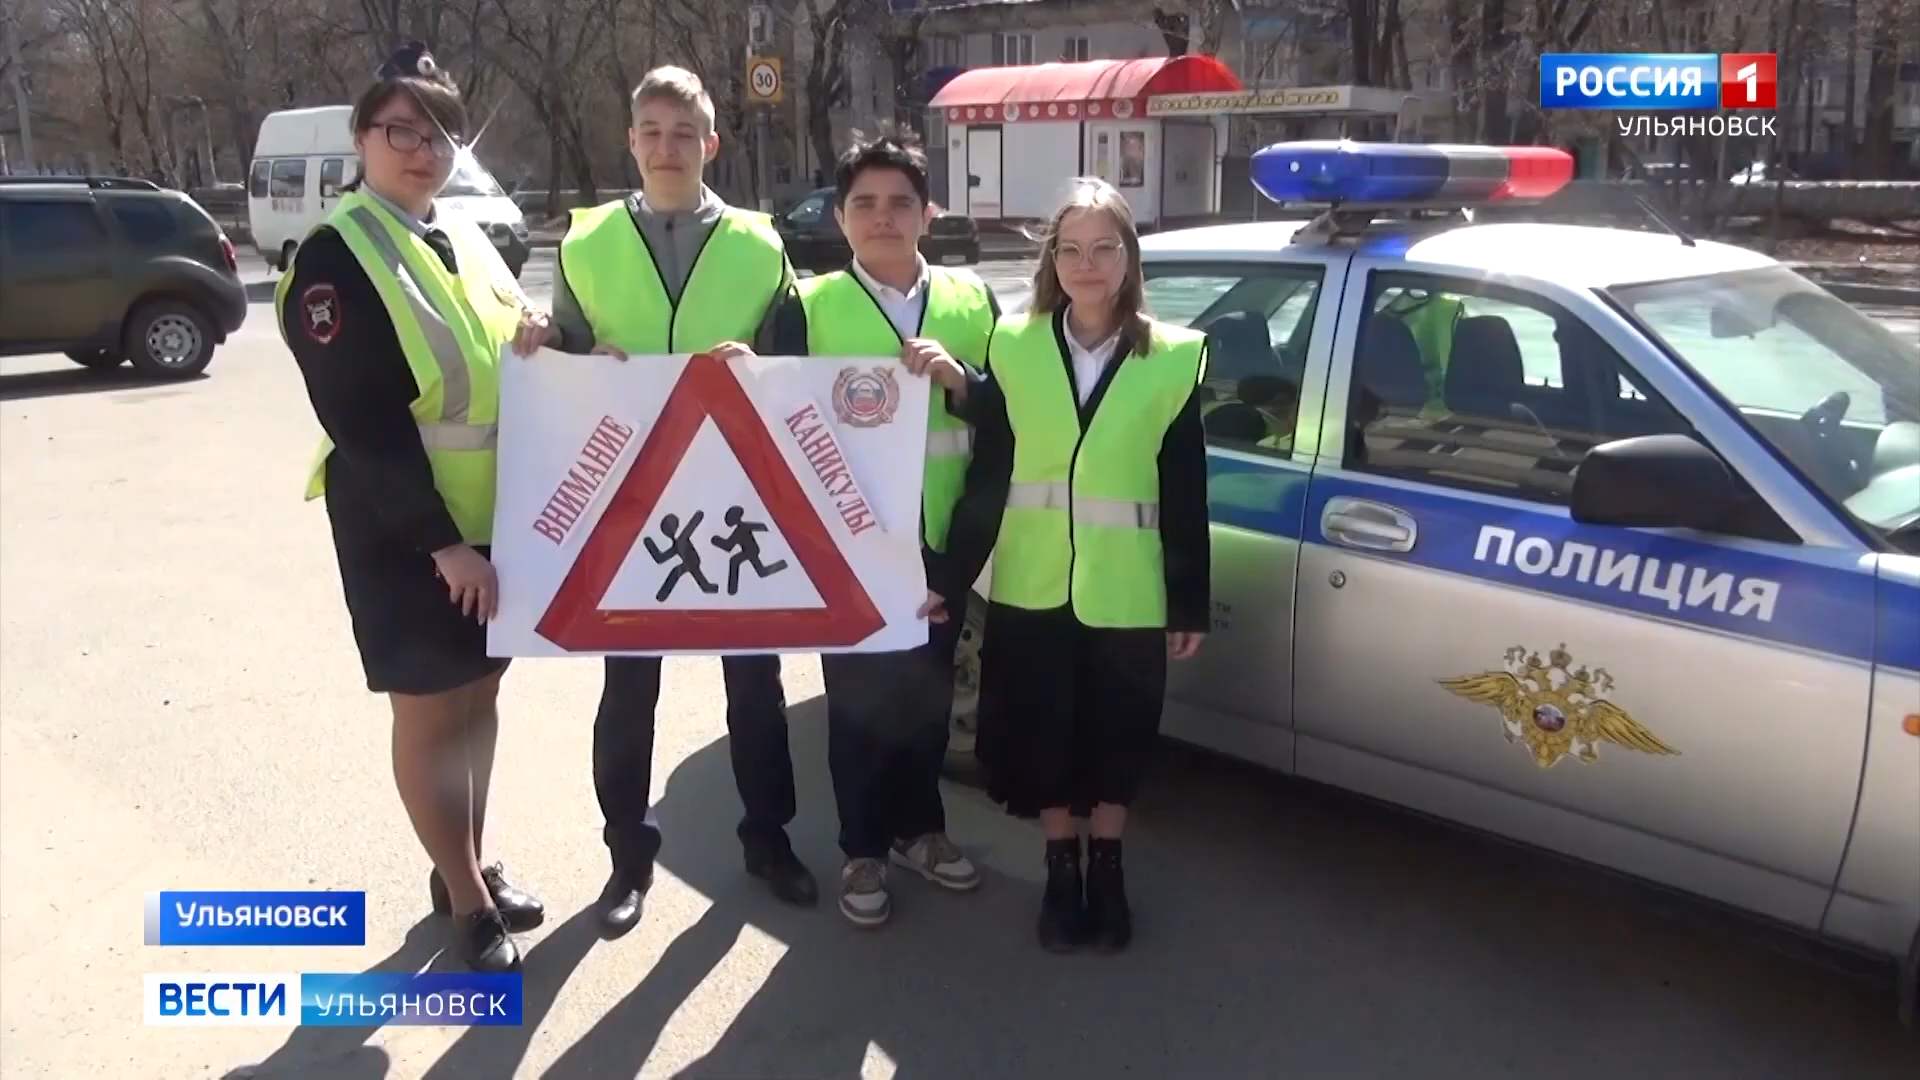 РОССИЯ 1
УЛЬЯНОВСК
30
ВНИМАНИЕ
КАНИКУЛЫ
ПОЛИЦИЯ
Ульяновск
ВЕСТИ УЛЬЯНОВСК